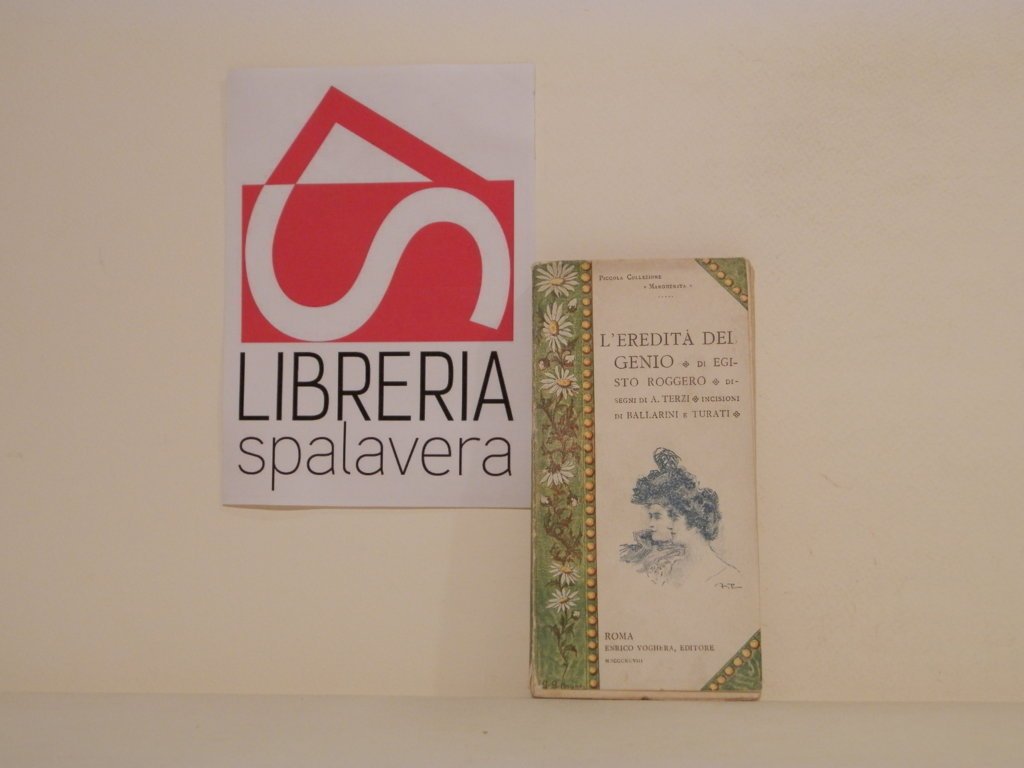 LIBRERIA
spalavera
PICCOLA COLLEZIONE
« MARGHERITA »
L'EREDITÀ DEL
GENIO ❖ DI EGI-
STO ROGGERO ❖ DI-
SEGNI DI A. TERZI ❖ INCISIONI
DI BALLARINI E TURATI ❖
ROMA
ENRICO VOGHERA, EDITORE
MDCCCXCVIII